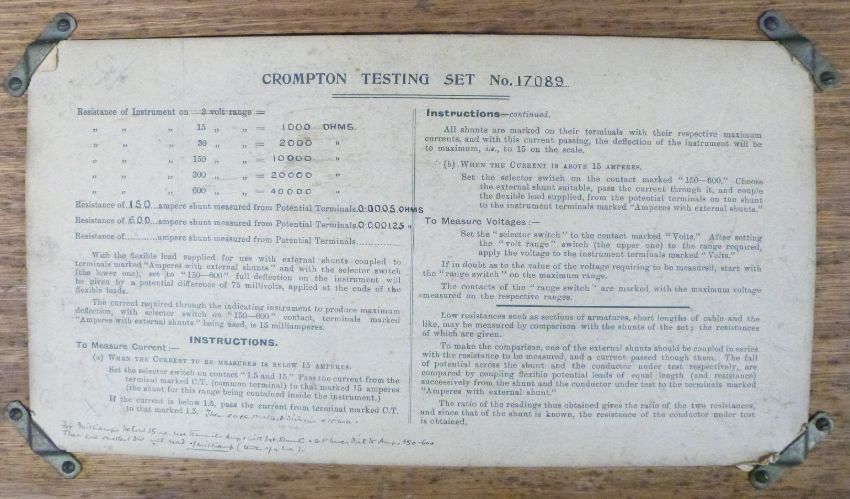 CROMPTON TESTING SET No. 17089
Resistance of Instrument on 3 volt range =
„ „ „ 15 „ „ = 1000 OHMS.
„ „ „ 30 „ „ = 2000 „
„ „ „ 150 „ „ = 10000 „
„ „ „ 300 „ „ = 20000 „
„ „ „ 600 „ „ = 40000 „
Resistance of 150 ampere shunt measured from Potential Terminals 0·0005 OHMS
Resistance of 600 ampere shunt measured from Potential Terminals 0·000125 „
Resistance of..........ampere shunt measured from Potential Terminals..............
With the flexible lead supplied for use with external shunts coupled to
terminals marked "Amperes with external shunts" and with the selector switch
(the lower one), set to "150—600" full deflection on the instrument will
be given by a potential difference of 75 millivolts, applied at the ends of the
flexible leads.
The current required through the indicating instrument to produce maximum
deflection, with selector switch on "150—600" contact, terminals marked
"Amperes with external shunts" being used, is 15 milliamperes.
INSTRUCTIONS.
To Measure Current:—
(a) WHEN THE CURRENT TO BE MEASURED IS BELOW 15 AMPERES.
Set the selector switch on contact "1.5 and 15." Pass the current from the
terminal marked C.T. (common terminal) to that marked 15 amperes
(the shunt for this range being contained inside the instrument.)
If the current is below 1.5, pass the current from terminal marked C.T.
to that marked 1.5. Then each smallest Division =
For Milliamps below 15
Then one smallest Div will read
Instructions—continued.
All shunts are marked on their terminals with their respective maximum
currents, and with this current passing, the deflection of the instrument will be
to maximum, i.e., to 15 on the scale.
(b) WHEN THE CURRENT IS ABOVE 15 AMPERES.
Set the selector switch on the contact marked "150—600." Choose
the external shunt suitable, pass the current through it, and couple
the flexible lead supplied, from the potential terminals on the shunt
to the instrument terminals marked "Amperes with external shunts."
To Measure Voltages:—
Set the "selector switch" to the contact marked "Volts." After setting
the "volt range" switch (the upper one) to the range required,
apply the voltage to the instrument terminals marked "Volts."
If in doubt as to the value of the voltage requiring to be measured, start with
the "range switch" on the maximum range.
The contacts of the "range switch" are marked, with the maximum voltage
measured on the respective ranges.
Low resistances such as sections of armatures, short lengths of cable and the
like, may be measured by comparison with the shunts of the set; the resistances
of which are given.
To make the comparison, one of the external shunts should be coupled in series
with the resistance to be measured, and a current passed though them. The fall
of potential across the shunt and the conductor under test respectively, are
compared by coupling flexible potential leads of equal length (and resistance)
successively from the shunt and the conductor under test to the terminals marked
"Amperes with external shunt."
The ratio of the readings thus obtained gives the ratio of the two resistances,
and since that of the shunt is known, the resistance of the conductor under test
is obtained.